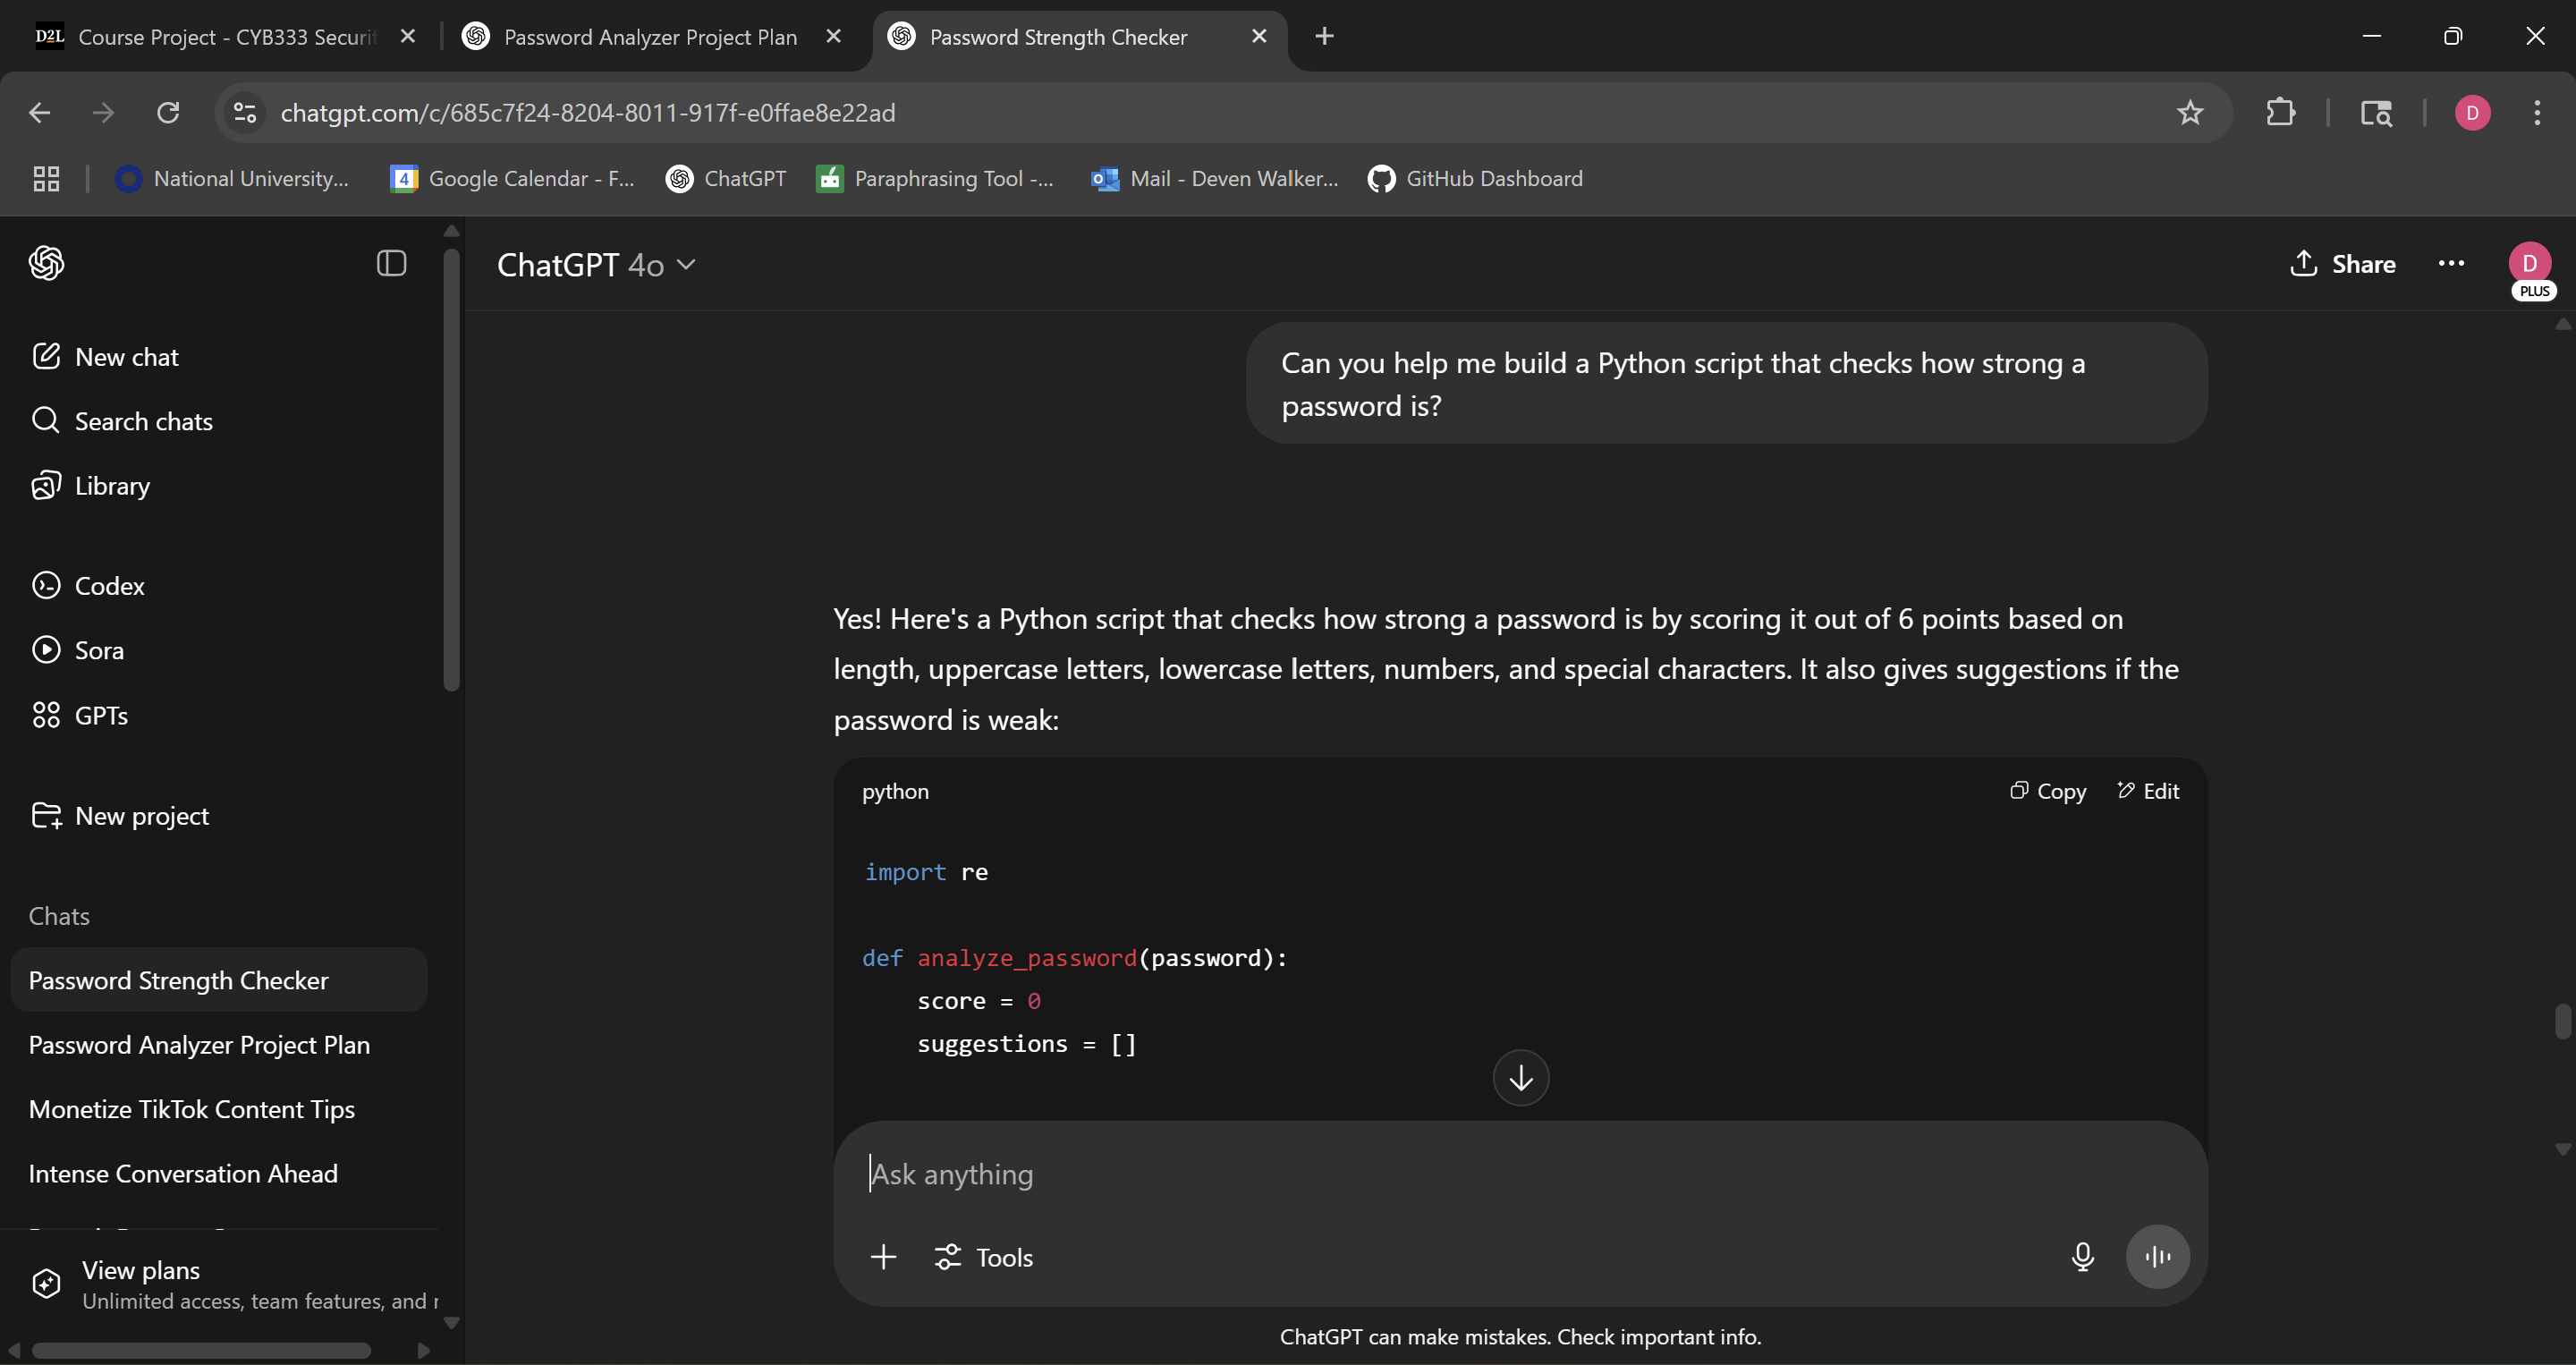 D2L Course Project - CYB333 Securit
Password Analyzer Project Plan
Password Strength Checker
chatgpt.com/c/685c7f24-8204-8011-917f-e0ffae8e22ad
D
National University...
4 Google Calendar - F...
ChatGPT
Paraphrasing Tool -...
Mail - Deven Walker...
GitHub Dashboard
ChatGPT 4o
Share
D
PLUS
New chat
Search chats
Library
Codex
Sora
GPTs
New project
Chats
Password Strength Checker
Password Analyzer Project Plan
Monetize TikTok Content Tips
Intense Conversation Ahead
View plans
Unlimited access, team features, and
Can you help me build a Python script that checks how strong a
password is?
Yes! Here's a Python script that checks how strong a password is by scoring it out of 6 points based on
length, uppercase letters, lowercase letters, numbers, and special characters. It also gives suggestions if the
password is weak:
python
Copy
Edit
import re
def analyze_password(password):
score = 0
suggestions = []
Ask anything
Tools
ChatGPT can make mistakes. Check important info.